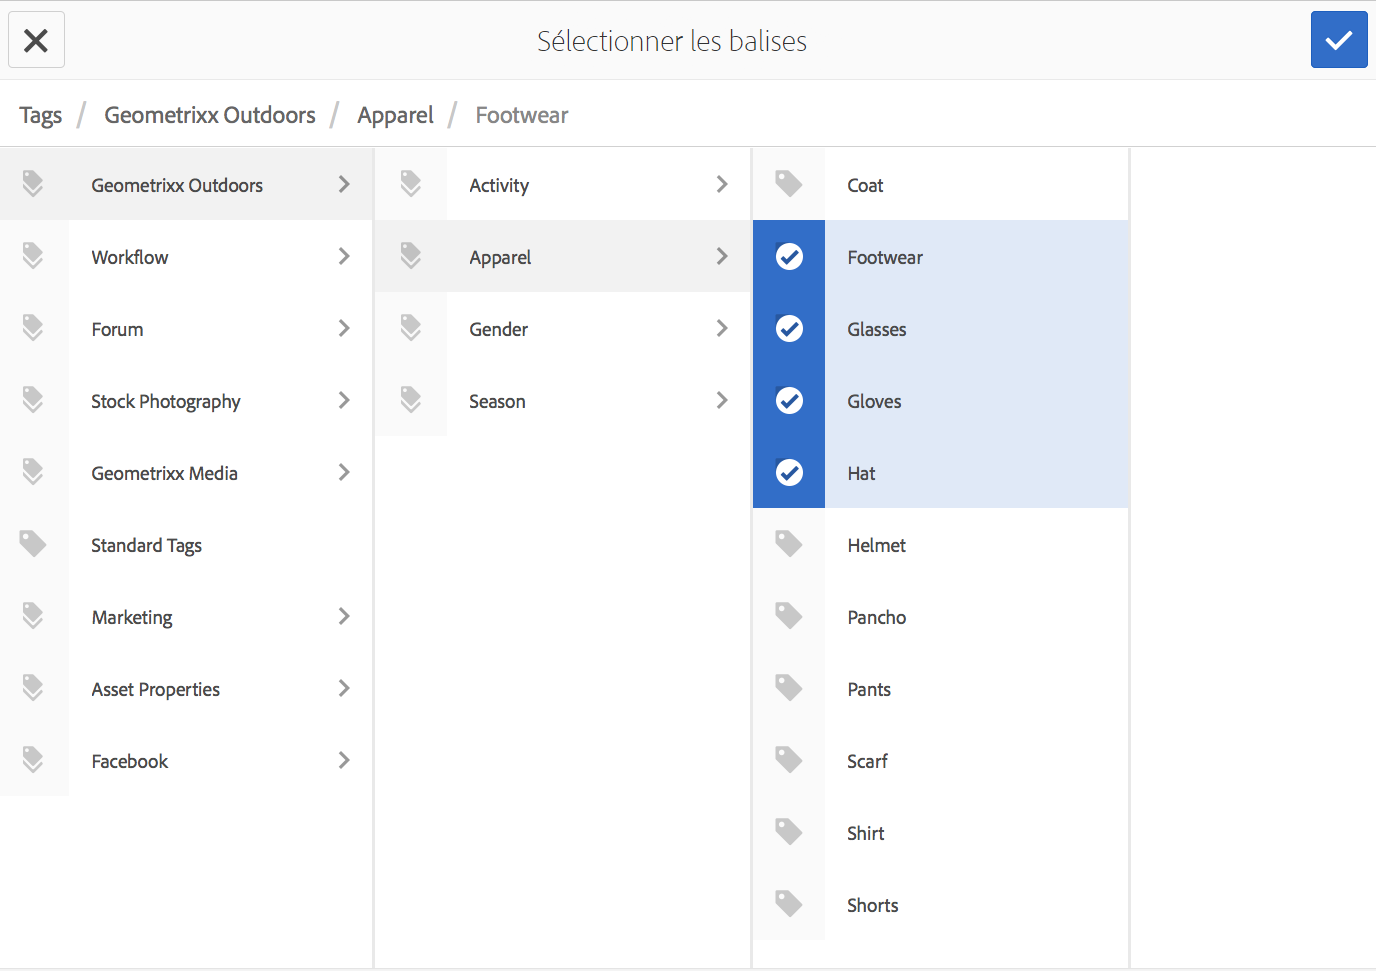 Sélectionner les balises
Tags / Geometrixx Outdoors / Apparel / Footwear
Geometrixx Outdoors
Workflow
Forum
Stock Photography
Geometrixx Media
Standard Tags
Marketing
Asset Properties
Facebook
Activity
Apparel
Gender
Season
Coat
Footwear
Glasses
Gloves
Hat
Helmet
Pancho
Pants
Scarf
Shirt
Shorts